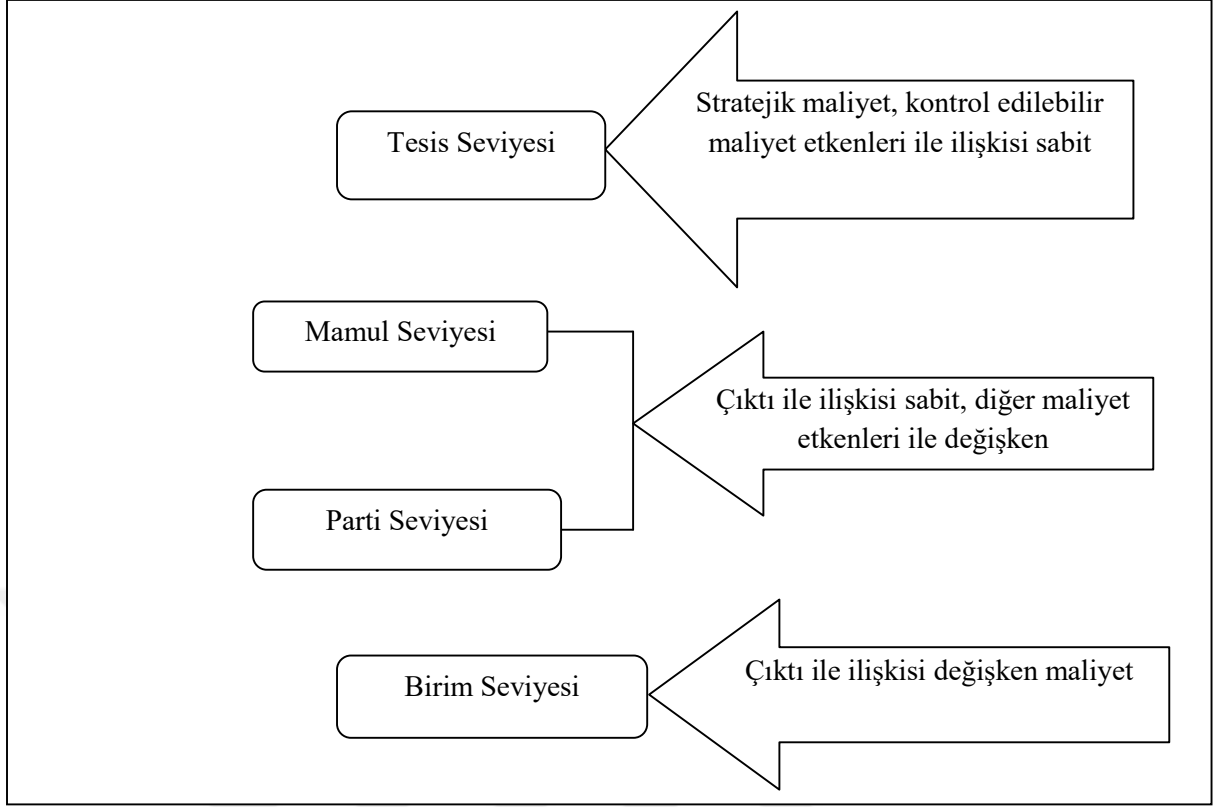 Tesis Seviyesi
Stratejik maliyet, kontrol edilebilir
maliyet etkenleri ile ilişkisi sabit
Mamul Seviyesi
Çıktı ile ilişkisi sabit, diğer maliyet
etkenleri ile değişken
Parti Seviyesi
Birim Seviyesi
Çıktı ile ilişkisi değişken maliyet